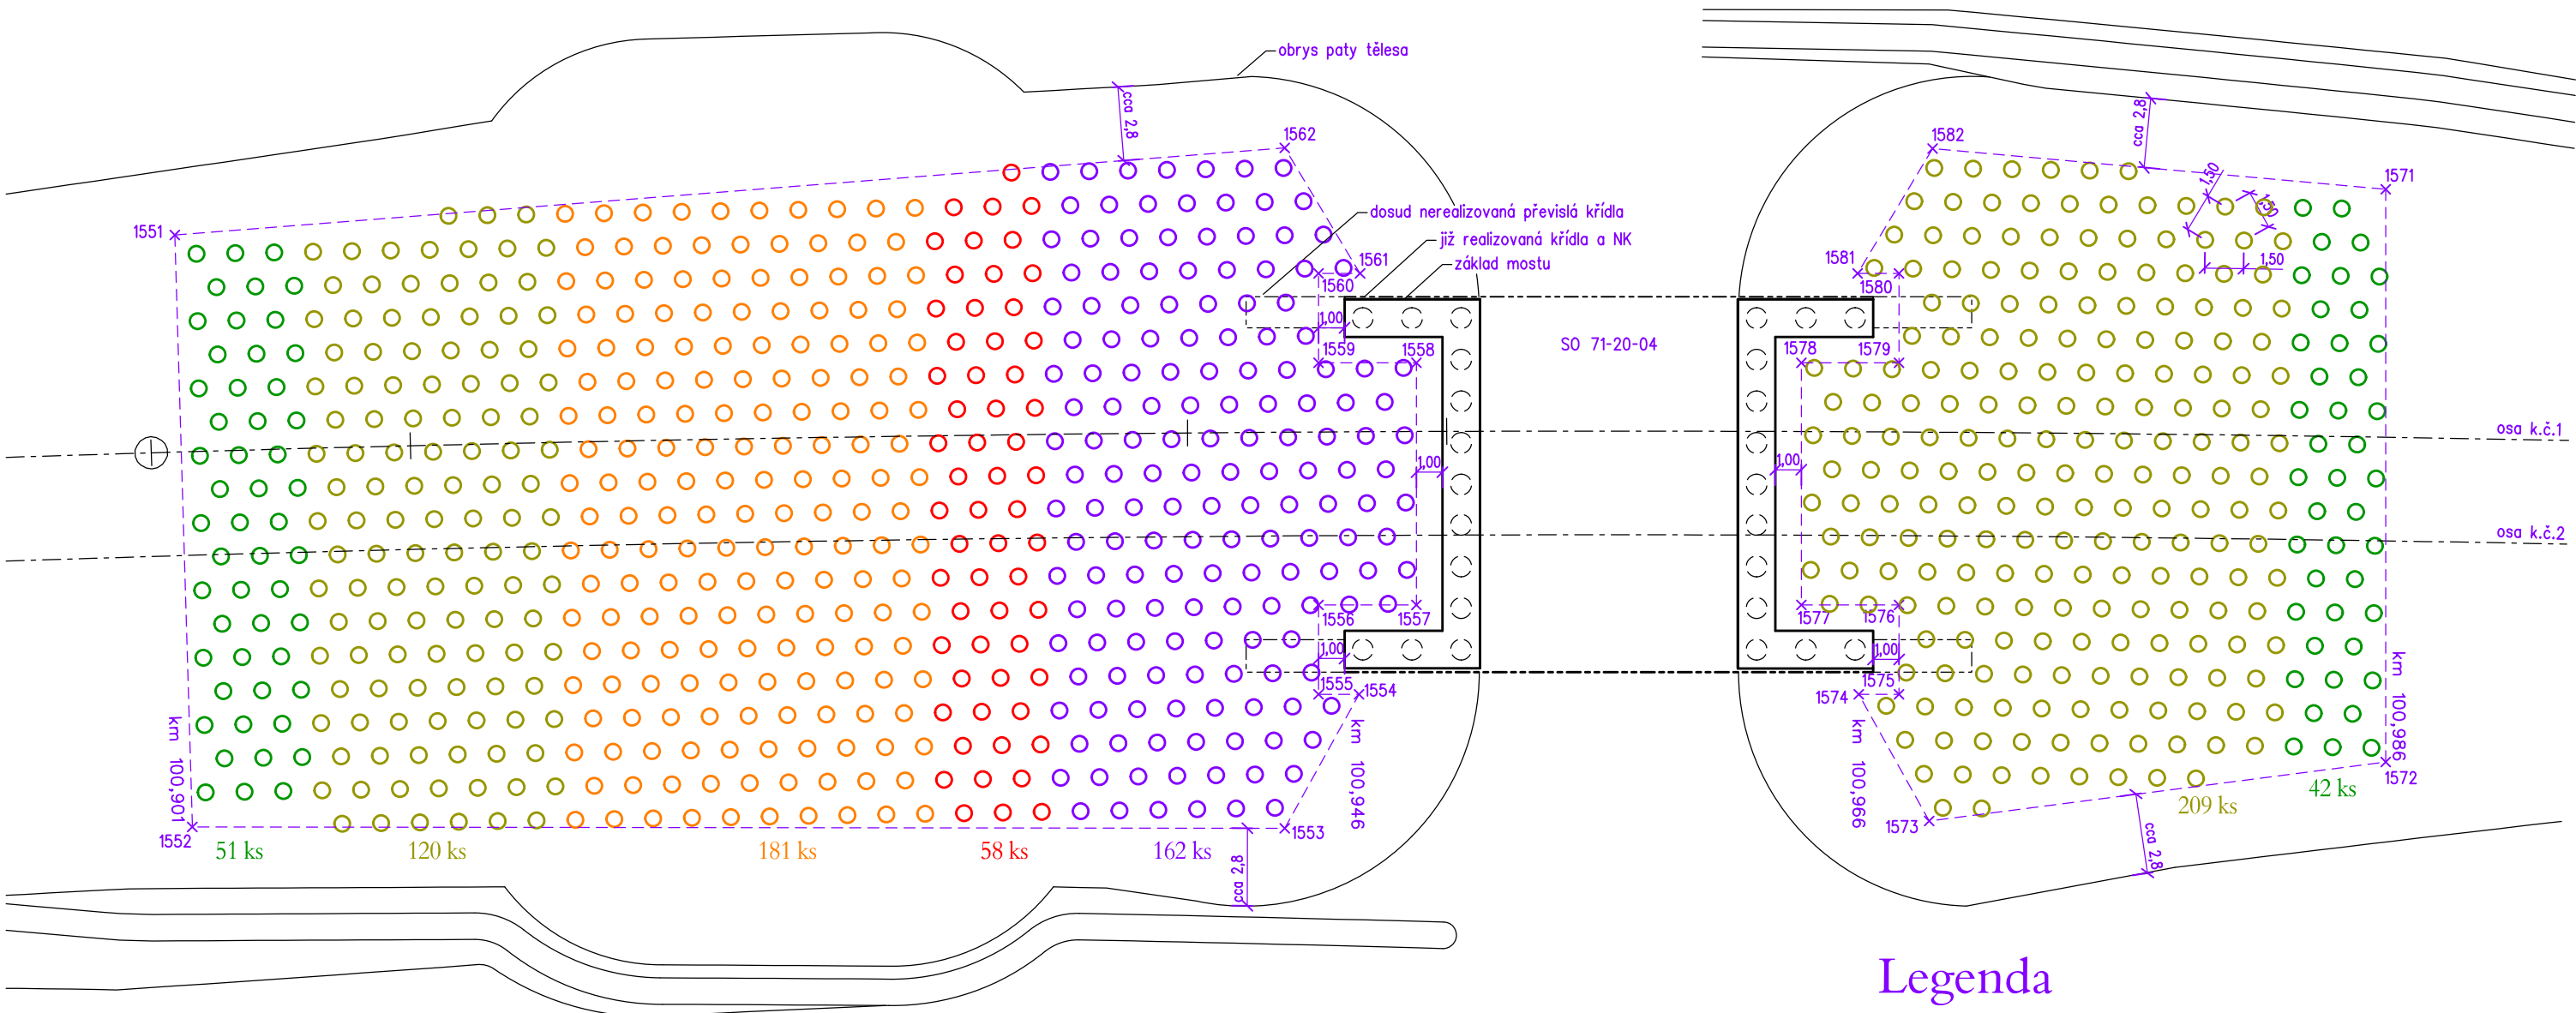 obrys paty tělesa
cca 2,8
1562
1551
dosud nerealizovaná převislá křídla
již realizovaná křídla a NK
základ mostu
1561
1560
1,00
1559
1558
SO 71-20-04
1,00
1556
1557
1,00
1555
1554
km 100,901
km 100,946
1552
1553
51 ks
120 ks
181 ks
58 ks
162 ks
cca 2,8
cca 2,8
1582
1571
1,50
1,50
1,50
1581
1580
1578
1579
osa k.č.1
1,00
osa k.č.2
1577
1576
1,00
1575
1574
km 100,966
km 100,986
1572
1573
209 ks
42 ks
cca 2,8
Legenda